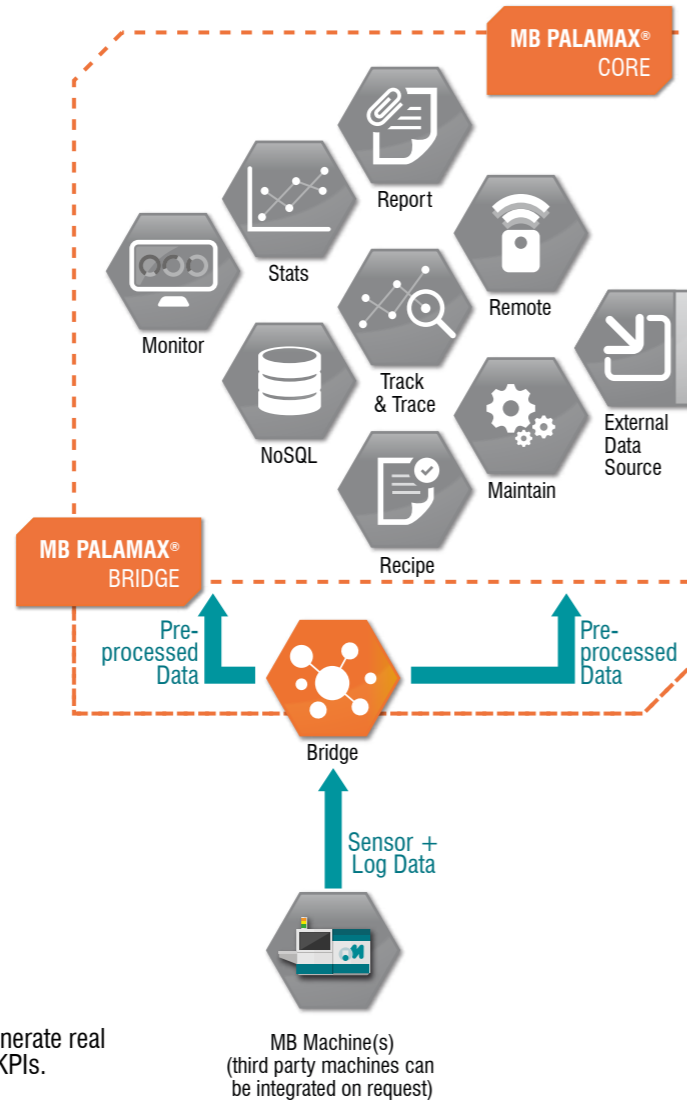 MB PALAMAX®
CORE
Report
Stats
Remote
Monitor
Track
& Trace
External
Data
Source
NoSQL
Maintain
Recipe
MB PALAMAX®
BRIDGE
Pre-
processed
Data
Pre-
processed
Data
Bridge
Sensor +
Log Data
nerate real
KPIs.
MB Machine(s)
(third party machines can
be integrated on request)